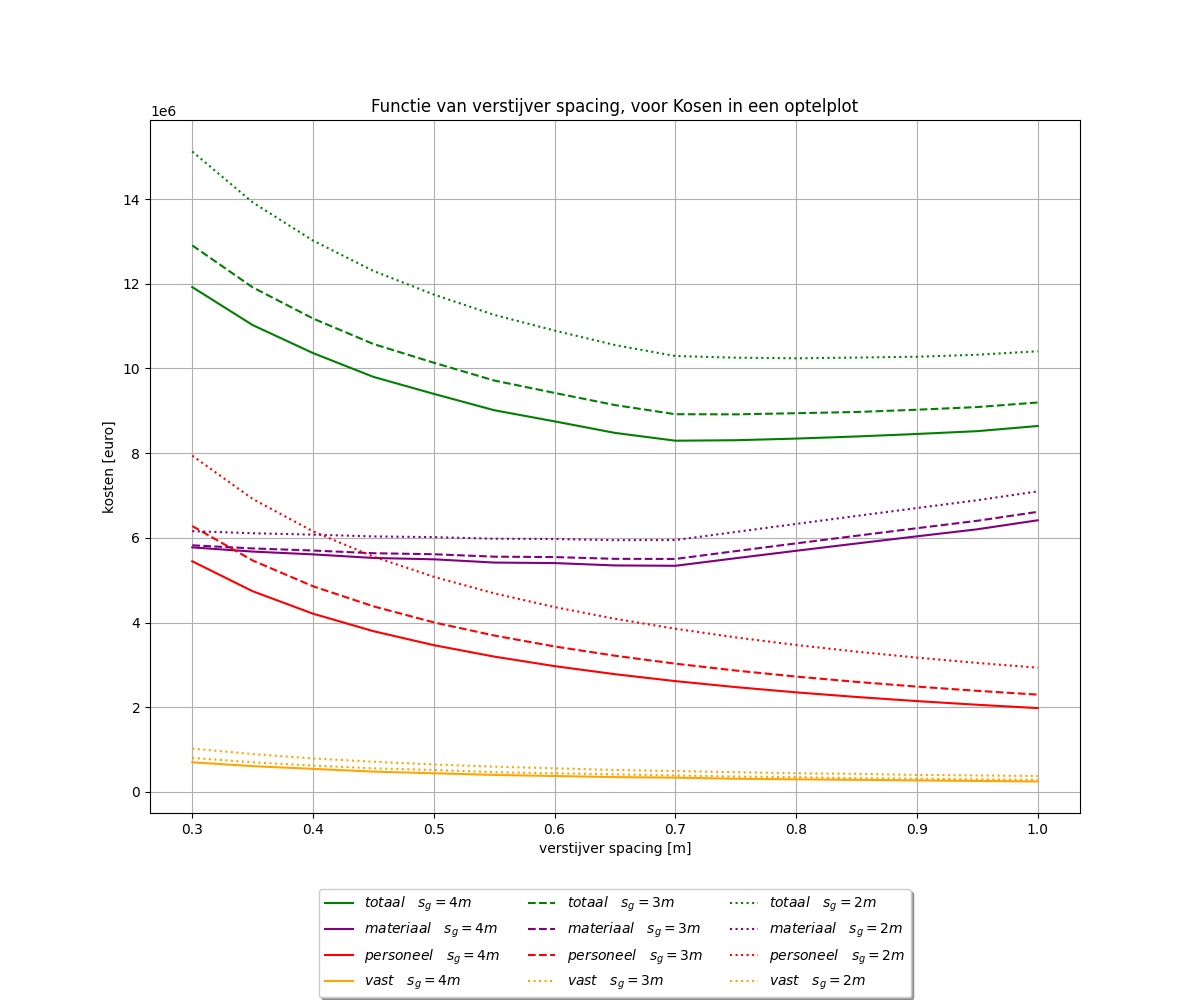 Functie van verstijver spacing, voor Kosen in een optelplot
1e6
14
12
10
8
6
4
2
0
kosten [euro]
0.3 0.4 0.5 0.6 0.7 0.8 0.9 1.0
verstijver spacing [m]
totaal s_g = 4m totaal s_g = 3m totaal s_g = 2m
materiaal s_g = 4m materiaal s_g = 3m materiaal s_g = 2m
personeel s_g = 4m personeel s_g = 3m personeel s_g = 2m
vast s_g = 4m vast s_g = 3m vast s_g = 2m